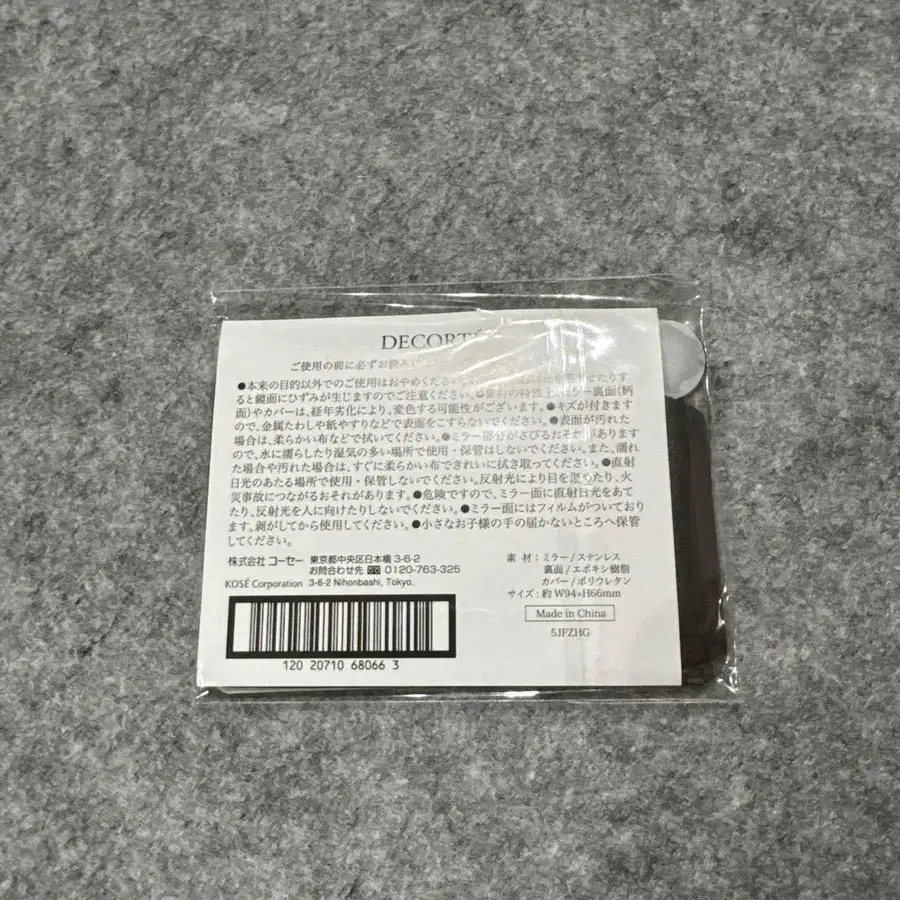 DECORTÉ
ご使用の前に必ずお読み
●本来の目的以外でのご使用はおやめください。
ると鏡面にひずみが生じますのでご注意ください。●素材の特性上、ミラー裏面(柄
面)やカバーは、経年劣化により、変色する可能性がございます。●キズが付きます
ので、金属たわしや紙やすりなどで表面をこすらないでください。●表面が汚れた
場合は、柔らかい布などで拭いてください。●ミラー部分がさびるおそれがあります
ので、水に濡らしたり湿気の多い場所で使用・保管はしないでください。また、濡れ
た場合や汚れた場合は、すぐに柔らかい布できれいに拭き取ってください。●直射
日光のあたる場所で使用・保管しないでください。反射光により目を傷めたり、火
災事故につながるおそれがあります。●危険ですので、ミラー面に直射日光をあて
たり、反射光を人に向けたりしないでください。●ミラー面にはフィルムがついており
ます。剥がしてから使用してください。●小さなお子様の手の届かないところへ保管
してください。
株式会社 コーセー 東京都中央区日本橋3-6-2
お問合わせ先 0120-763-325
KOSÉ Corporation 3-6-2 Nihonbashi, Tokyo.
素材:ミラー/ステンレス
裏面/エポキシ樹脂
カバー/ポリウレタン
サイズ:約 W94×H66mm
Made in China
5JFZHG
120 20710 68066 3